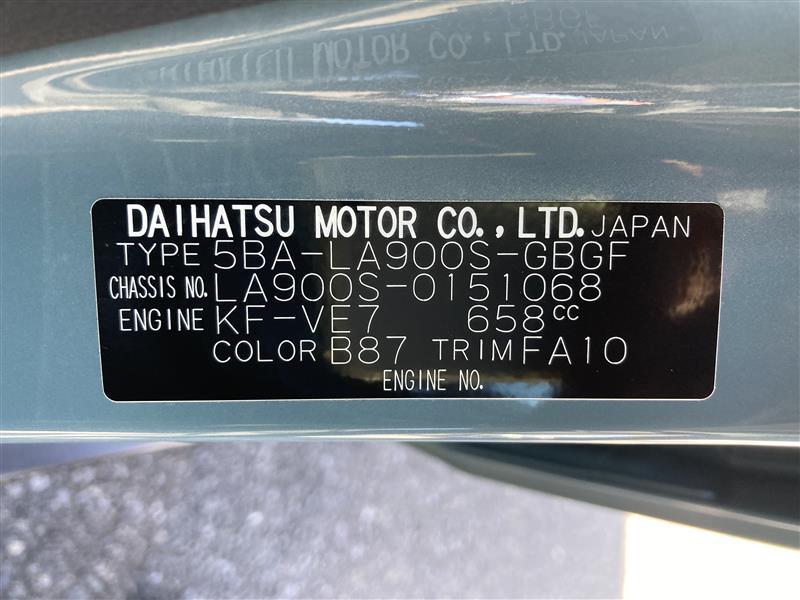 DAIHATSU MOTOR CO., LTD. JAPAN
TYPE 5BA-LA900S-GBGF
CHASSIS NO. LA900S-0151068
ENGINE KF-VE7 658cc
COLOR B87 TRIM FA10
ENGINE NO.